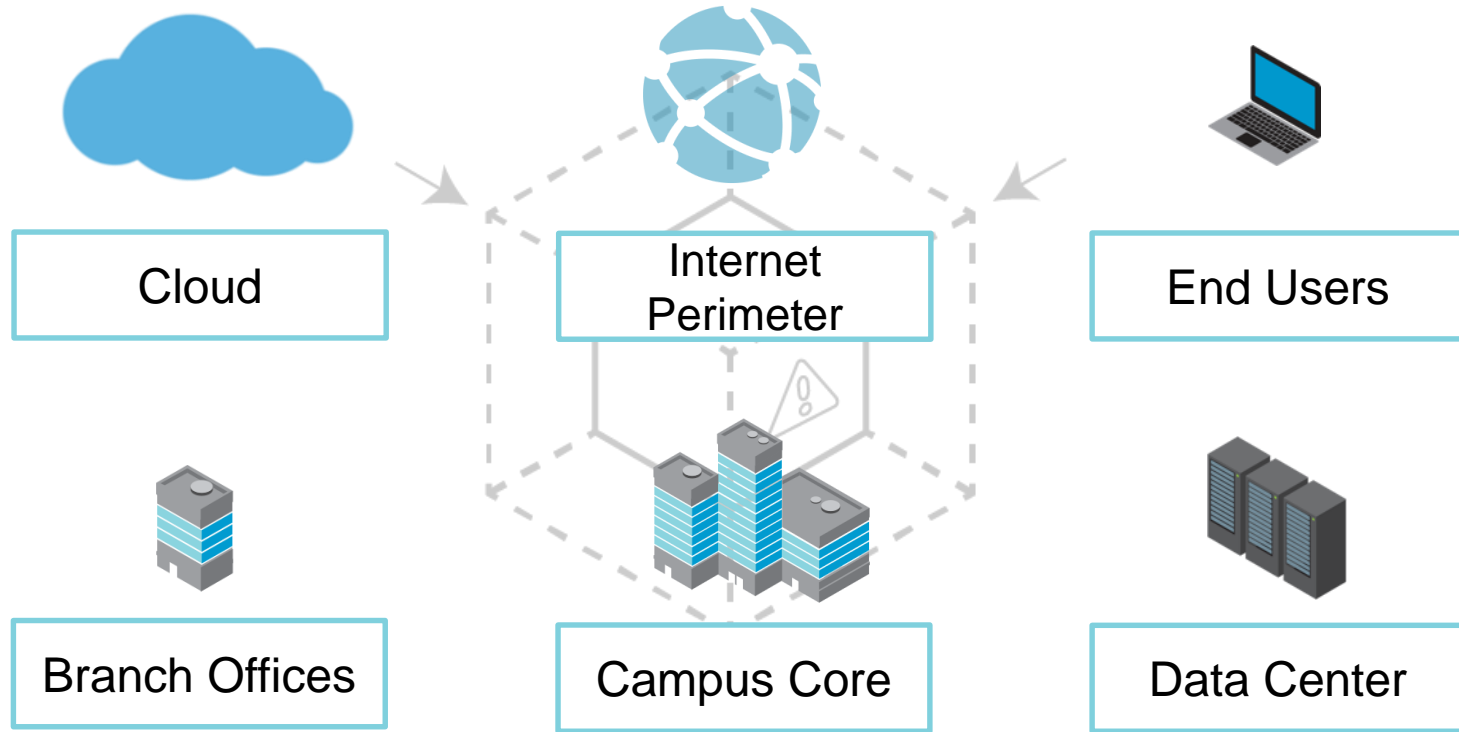 Cloud
Internet
Perimeter
End Users
Branch Offices
Campus Core
Data Center